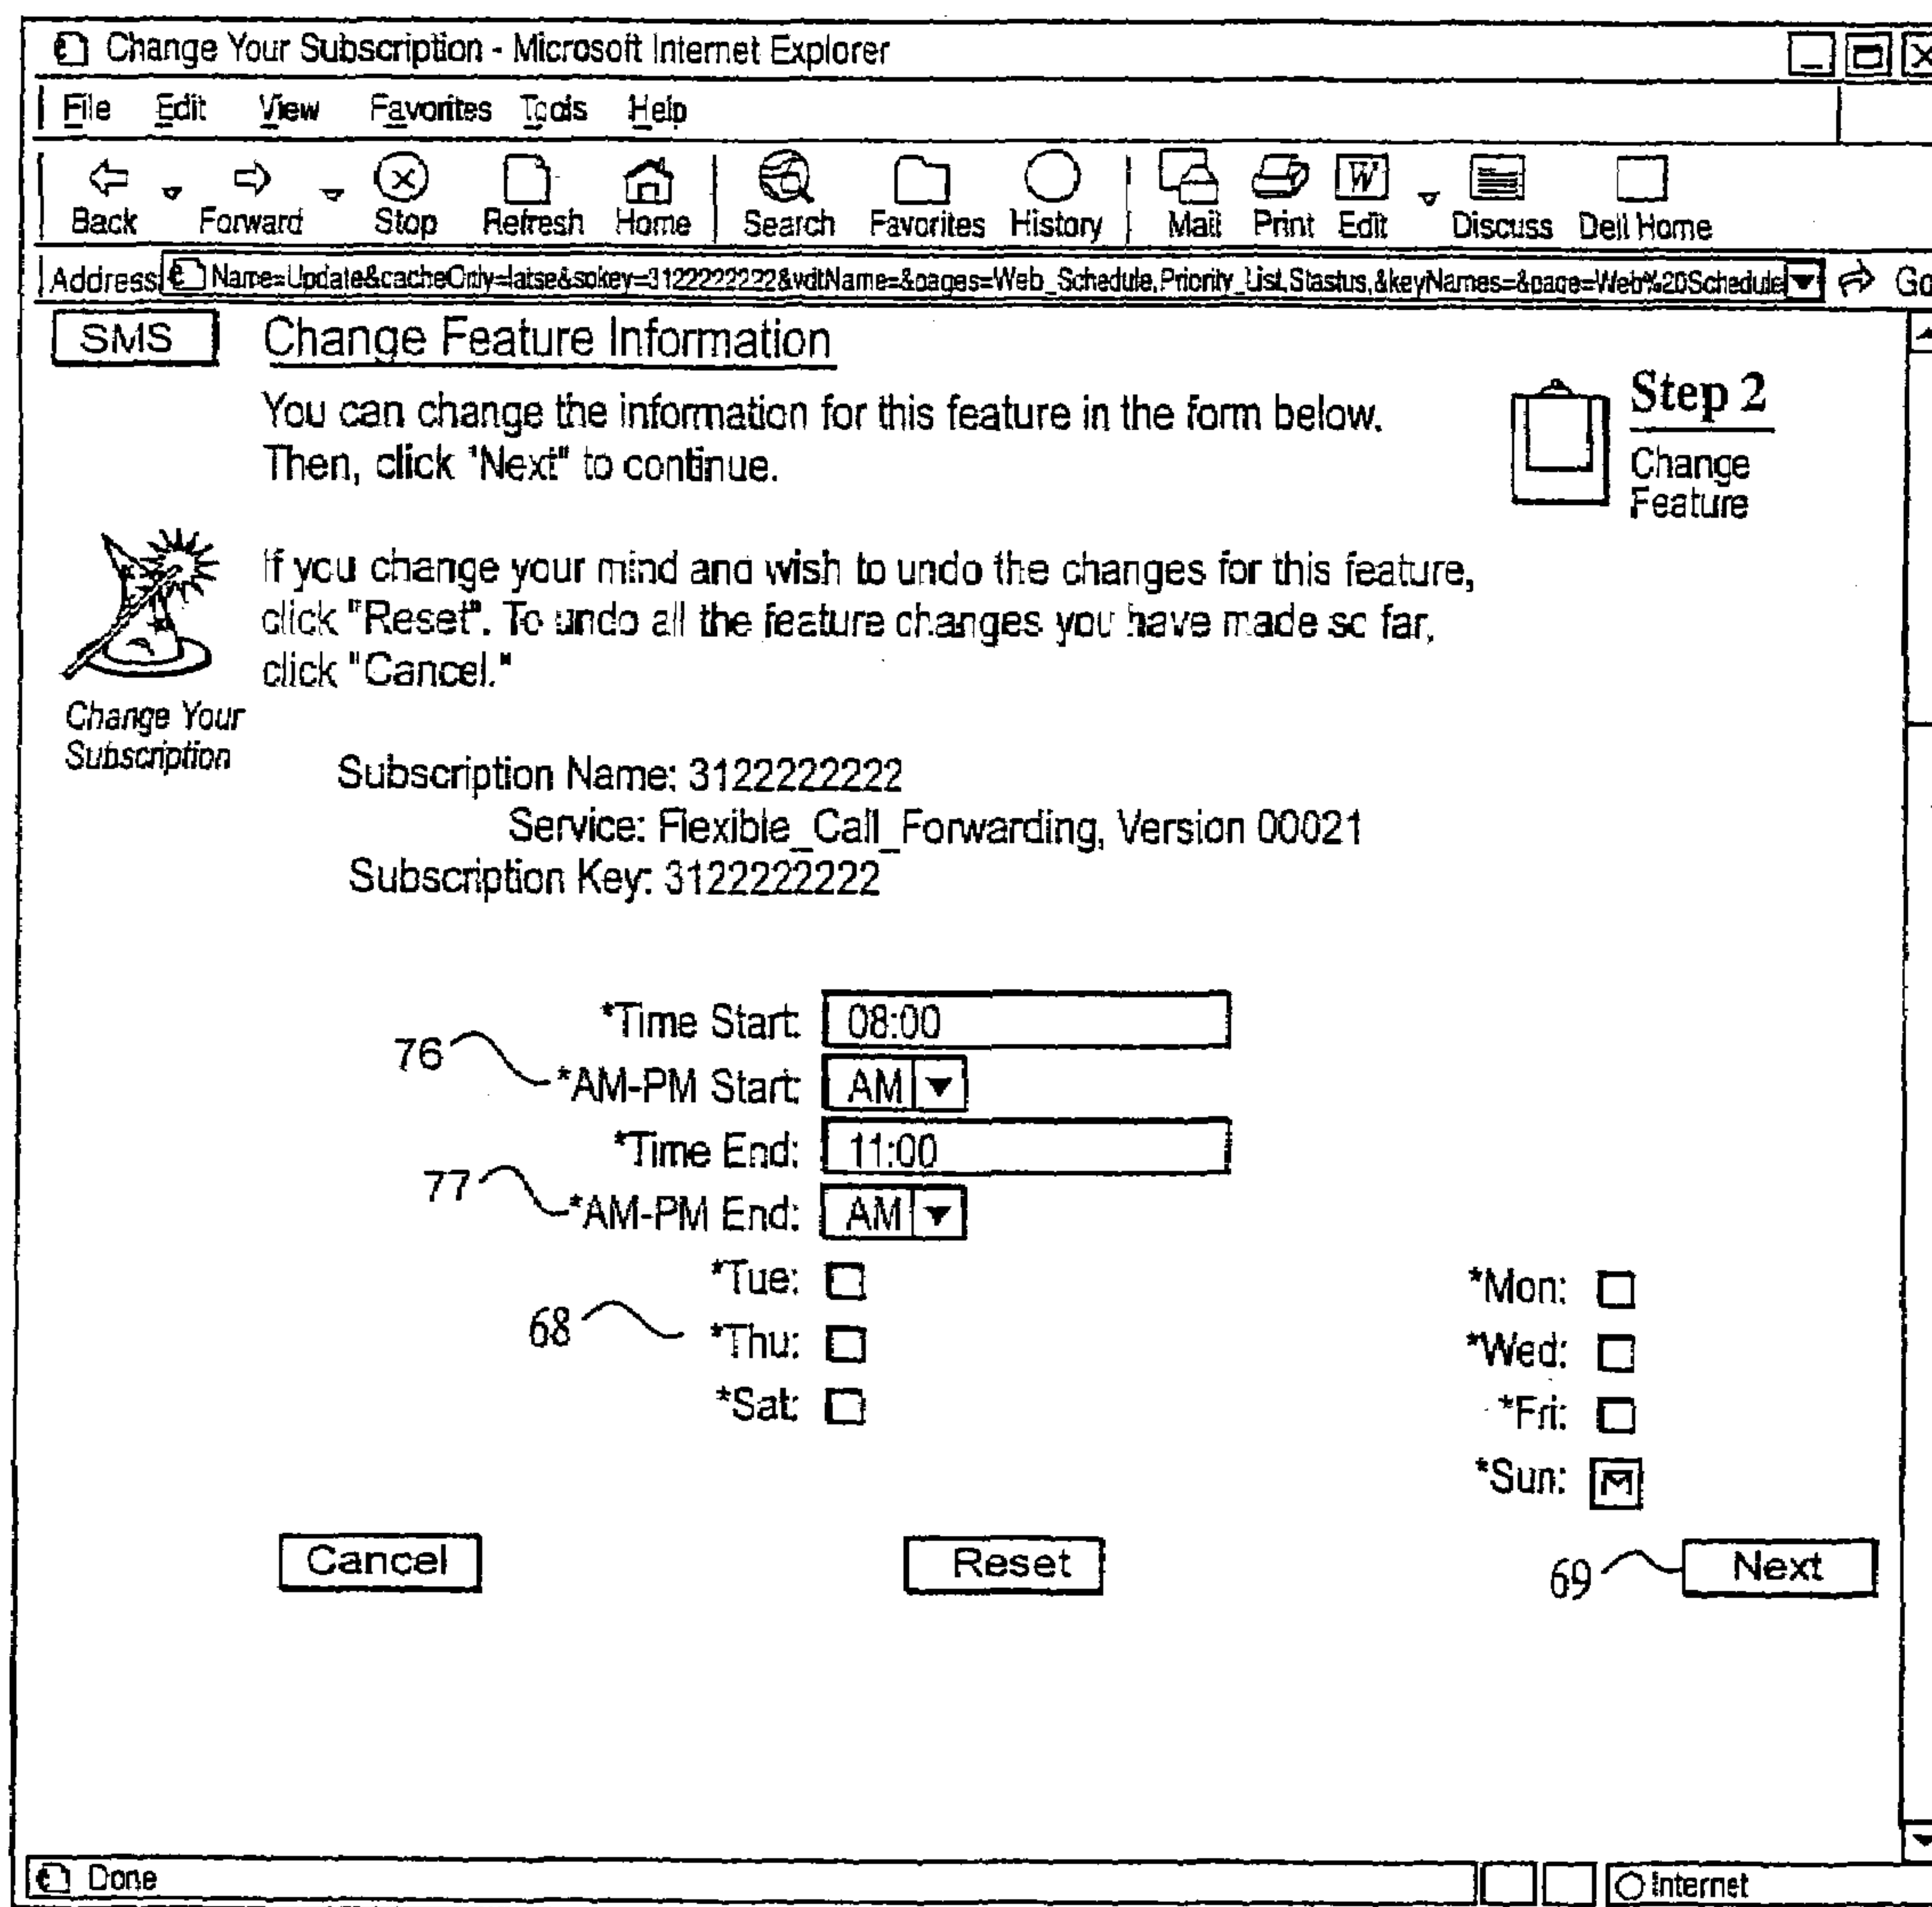 Change Your Subscription - Microsoft Internet Explorer
File Edit View Favorites Tools Help
Back Forward Stop Refresh Home Search Favorites History Mail Print Edit Discuss Dell Home
Address Name=Update&cacheOnly=latse&sokey=3122222222&vdtName=&pages=Web_Schedule,Priority_List,Stastus,&keyNames=&page=Web%20Schedule Go
SMS Change Feature Information
You can change the information for this feature in the form below.
Then, click "Next" to continue.
Step 2
Change
Feature
If you change your mind and wish to undo the changes for this feature,
click "Reset". To undo all the feature changes you have made so far,
click "Cancel."
Change Your
Subscription
Subscription Name: 3122222222
Service: Flexible_Call_Forwarding, Version 00021
Subscription Key: 3122222222
*Time Start: 08:00
76 *AM-PM Start: AM
*Time End: 11:00
77 *AM-PM End: AM
*Tue: *Mon:
68 *Thu: *Wed:
*Sat: *Fri:
*Sun:
Cancel Reset 69 Next
Done Internet